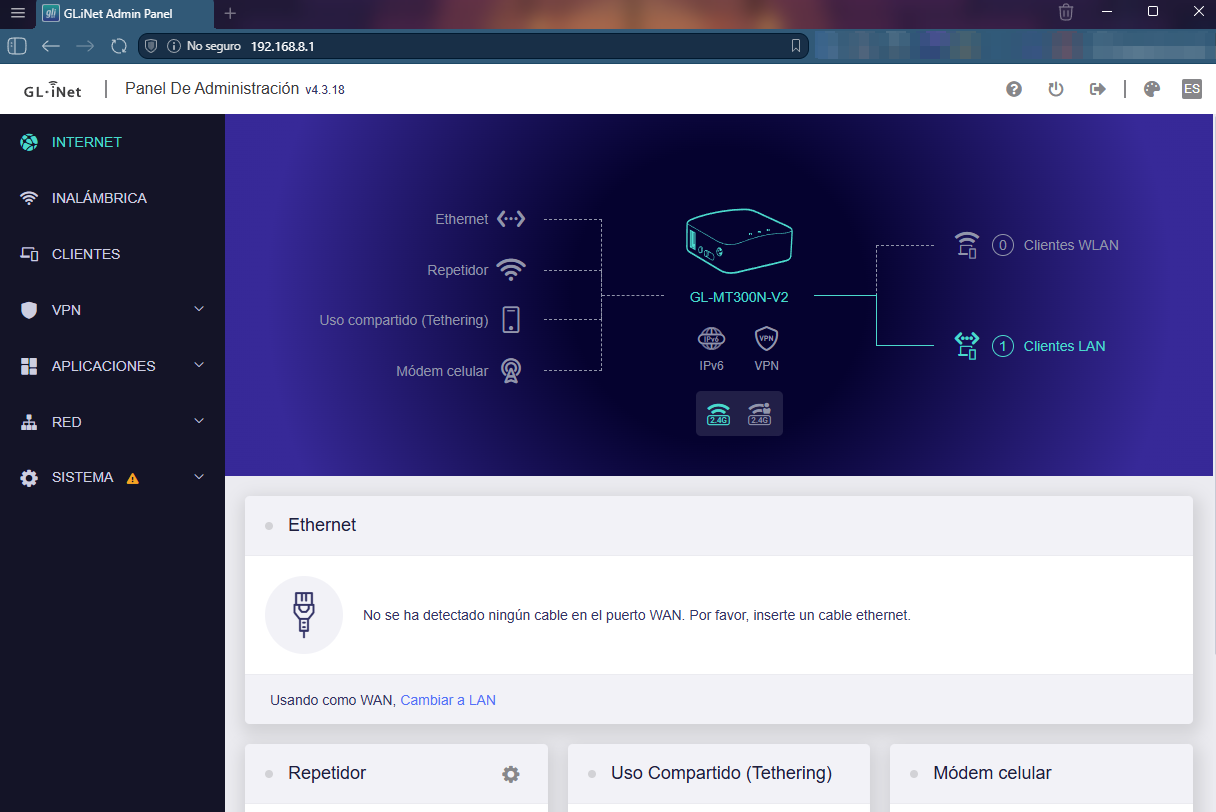 GLiNet Admin Panel
No seguro 192.168.8.1
GL·iNet Panel De Administración v4.3.18 ES
INTERNET
INALÁMBRICA
CLIENTES
VPN
APLICACIONES
RED
SISTEMA
Ethernet
Repetidor
Uso compartido (Tethering)
Módem celular
GL-MT300N-V2
IPv6 VPN
IPv6 VPN
2.4G 2.4G
0 Clientes WLAN
1 Clientes LAN
Ethernet
No se ha detectado ningún cable en el puerto WAN. Por favor, inserte un cable ethernet.
Usando como WAN, Cambiar a LAN
Repetidor
Uso Compartido (Tethering)
Módem celular